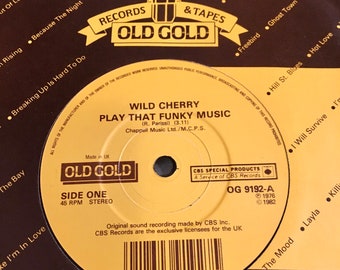 RECORDS & TAPES
OLD GOLD
Because The Night
Rising
Breaking Up Is Hard To Do
Freebird
Ghost Town
Hot Love
Hill St. Blues
I Will Survive
I'm
Layla
Killi
The Mood
The Bay
ke I'm In Love
WILD CHERRY
PLAY THAT FUNKY MUSIC
(R. Parissi) (3.11)
Chappell Music Ltd./M.C.P.S.
Made in UK
OLD GOLD
SIDE ONE
45 RPM STEREO
CBS SPECIAL PRODUCTS
A Service of CBS Records
OG 9192-A
℗ 1976
© 1982
Original sound recording made by CBS Inc.
CBS Records are the exclusive licensees for the UK